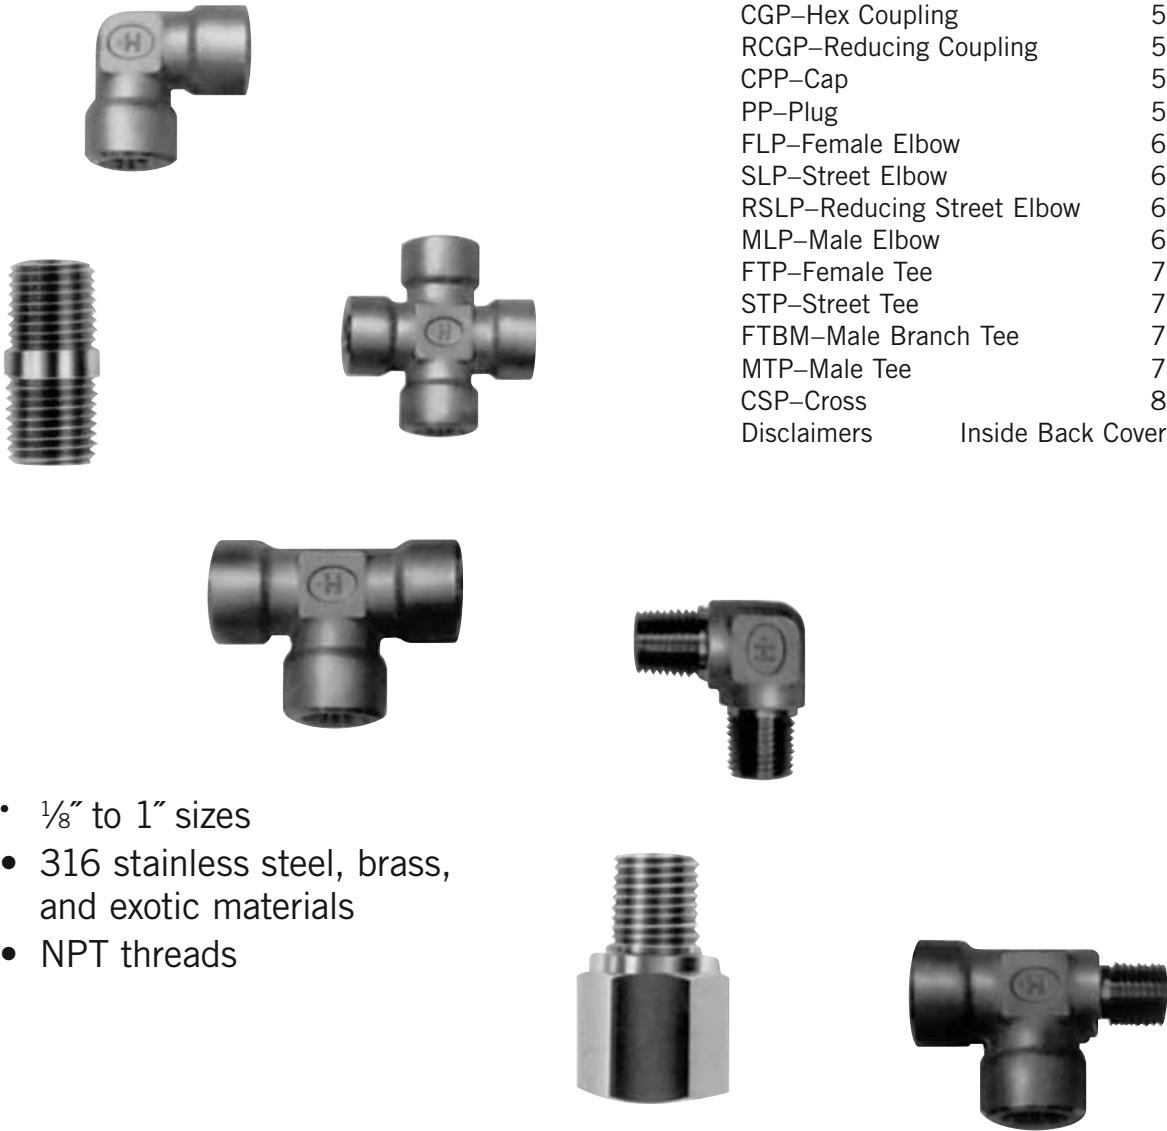 CGP–Hex Coupling 5
RCGP–Reducing Coupling 5
CPP–Cap 5
PP–Plug 5
FLP–Female Elbow 6
SLP–Street Elbow 6
RSLP–Reducing Street Elbow 6
MLP–Male Elbow 6
FTP–Female Tee 7
STP–Street Tee 7
FTBM–Male Branch Tee 7
MTP–Male Tee 7
CSP–Cross 8
Disclaimers Inside Back Cover
H
H
H
H
• ⅛˝ to 1˝ sizes
• 316 stainless steel, brass,
and exotic materials
• NPT threads
H